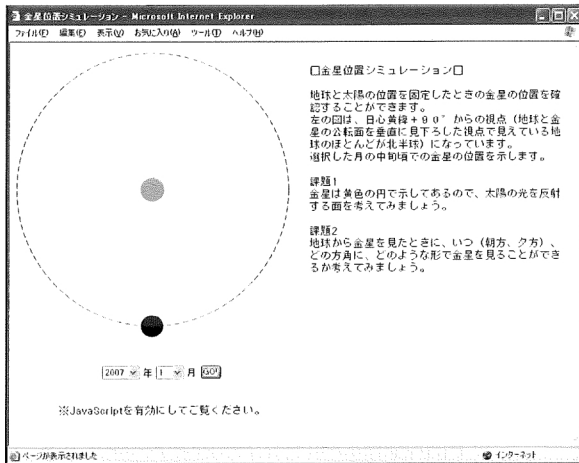 金星位置シミュレーション - Microsoft Internet Explorer
ファイル(F) 編集(E) 表示(V) お気に入り(A) ツール(T) ヘルプ(H)
□金星位置シミュレーション□
地球と太陽の位置を固定したときの金星の位置を確
認することができます。
左の図は、日心黄緯+90°からの視点(地球と金
星の公転面を垂直に見下ろした視点で見えている地
球のほとんどが北半球)になっています。
選択した月の中旬頃での金星の位置を示します。
課題1
金星は黄色の円で示してあるので、太陽の光を反射
する面を考えてみましょう。
課題2
地球から金星を見たときに、いつ(朝方、夕方)、
どの方角に、どのような形で金星を見ることができ
るか考えてみましょう。
2007 年 1 月 GO!
※JavaScriptを有効にしてご覧ください。
ページが表示されました インターネット